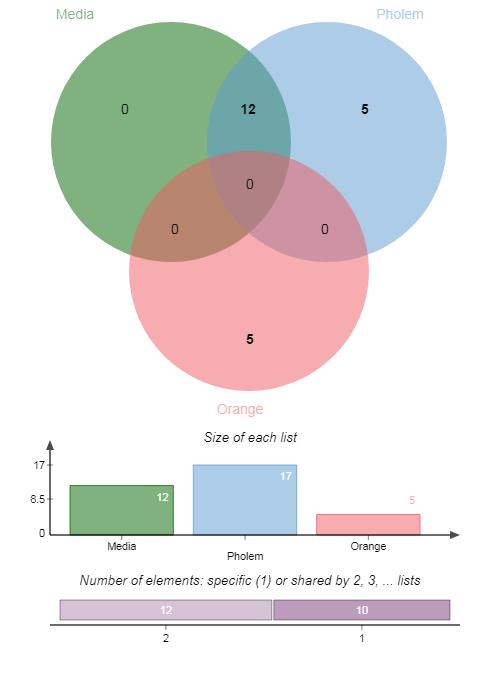 Media Pholem
0 12 5
0
0 0
5
Orange
Size of each list
17
8.5
0
12 17 5
Media Pholem Orange
Number of elements: specific (1) or shared by 2, 3, ... lists
12 10
2 1